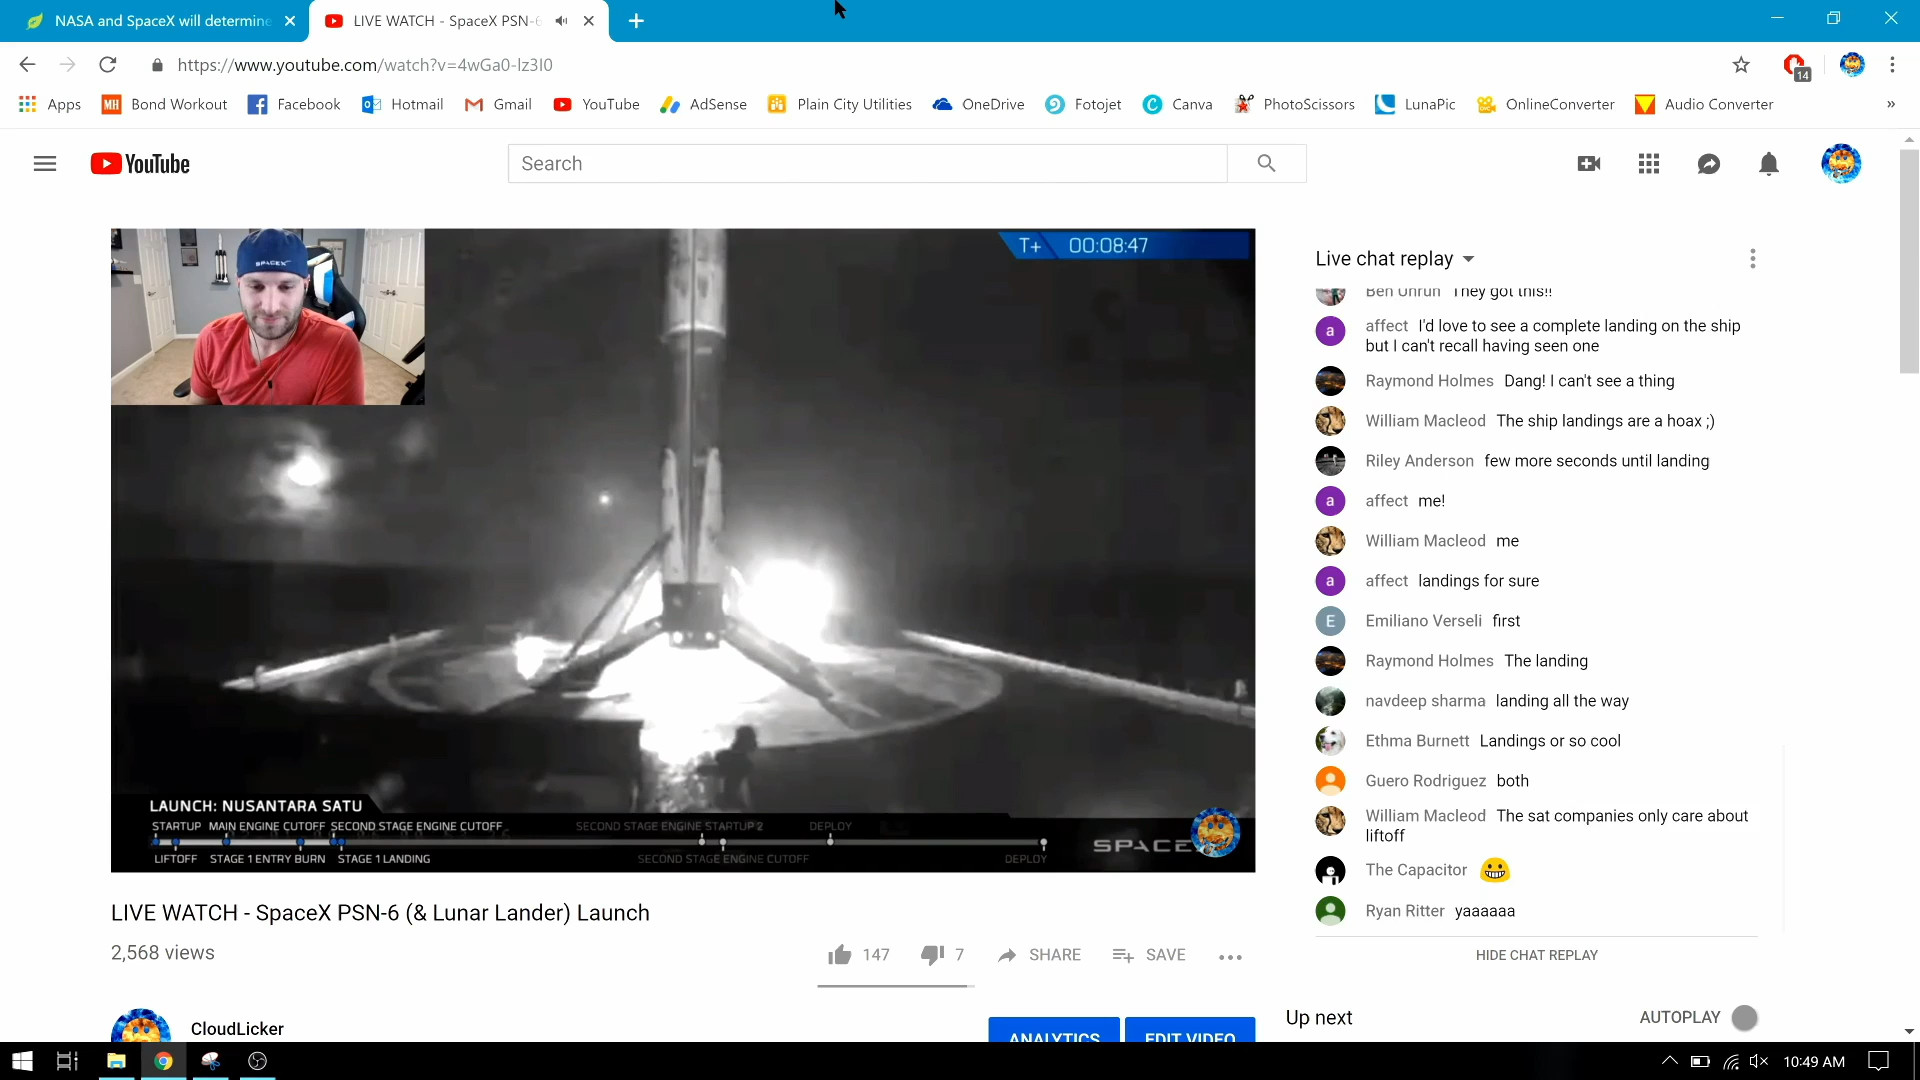 NASA and SpaceX will determine
LIVE WATCH - SpaceX PSN-6
https://www.youtube.com/watch?v=4wGa0-Iz3I0
14
Apps
MH
Bond Workout
Facebook
Hotmail
Gmail
YouTube
AdSense
Plain City Utilities
OneDrive
Fotojet
Canva
PhotoScissors
LunaPic
OnlineConverter
Audio Converter
»
YouTube
Search
SPACEX
T+ 00:08:47
LAUNCH: NUSANTARA SATU
STARTUP MAIN ENGINE CUTOFF SECOND STAGE ENGINE CUTOFF SECOND STAGE ENGINE STARTUP 2 DEPLOY
LIFTOFF STAGE 1 ENTRY BURN STAGE 1 LANDING SECOND STAGE ENGINE CUTOFF DEPLOY
SPACE
Live chat replay
Ben Unruh They got this!!
a affect I'd love to see a complete landing on the ship
but I can't recall having seen one
Raymond Holmes Dang! I can't see a thing
William Macleod The ship landings are a hoax ;)
Riley Anderson few more seconds until landing
a affect me!
William Macleod me
a affect landings for sure
E Emiliano Verseli first
Raymond Holmes The landing
navdeep sharma landing all the way
Ethma Burnett Landings or so cool
Guero Rodriguez both
William Macleod The sat companies only care about
liftoff
The Capacitor 😀
Ryan Ritter yaaaaaa
HIDE CHAT REPLAY
LIVE WATCH - SpaceX PSN-6 (& Lunar Lander) Launch
2,568 views
147
7
SHARE
SAVE
CloudLicker
ANALYTICS
EDIT VIDEO
Up next
AUTOPLAY
10:49 AM